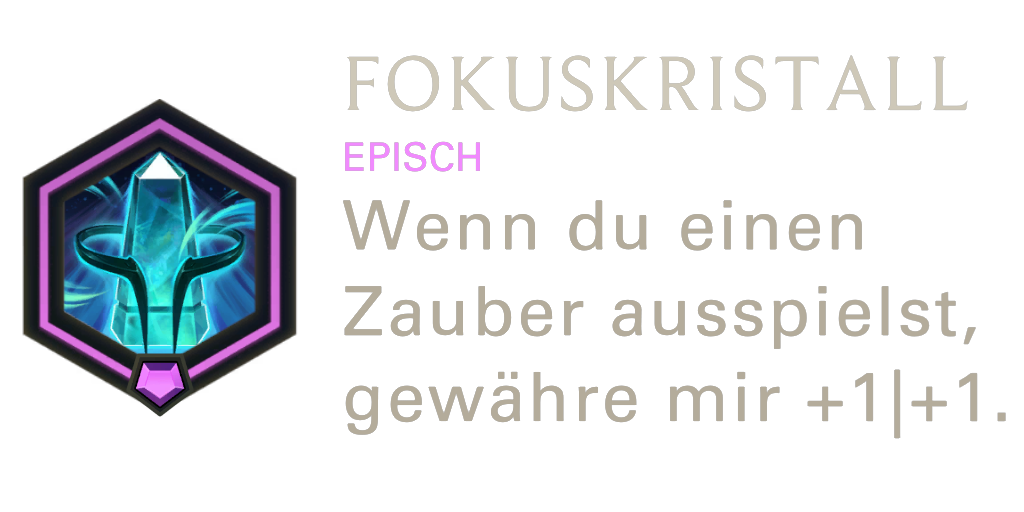 FOKUSKRISTALL
EPISCH
Wenn du einen
Zauber ausspielst,
gewähre mir +1|+1.